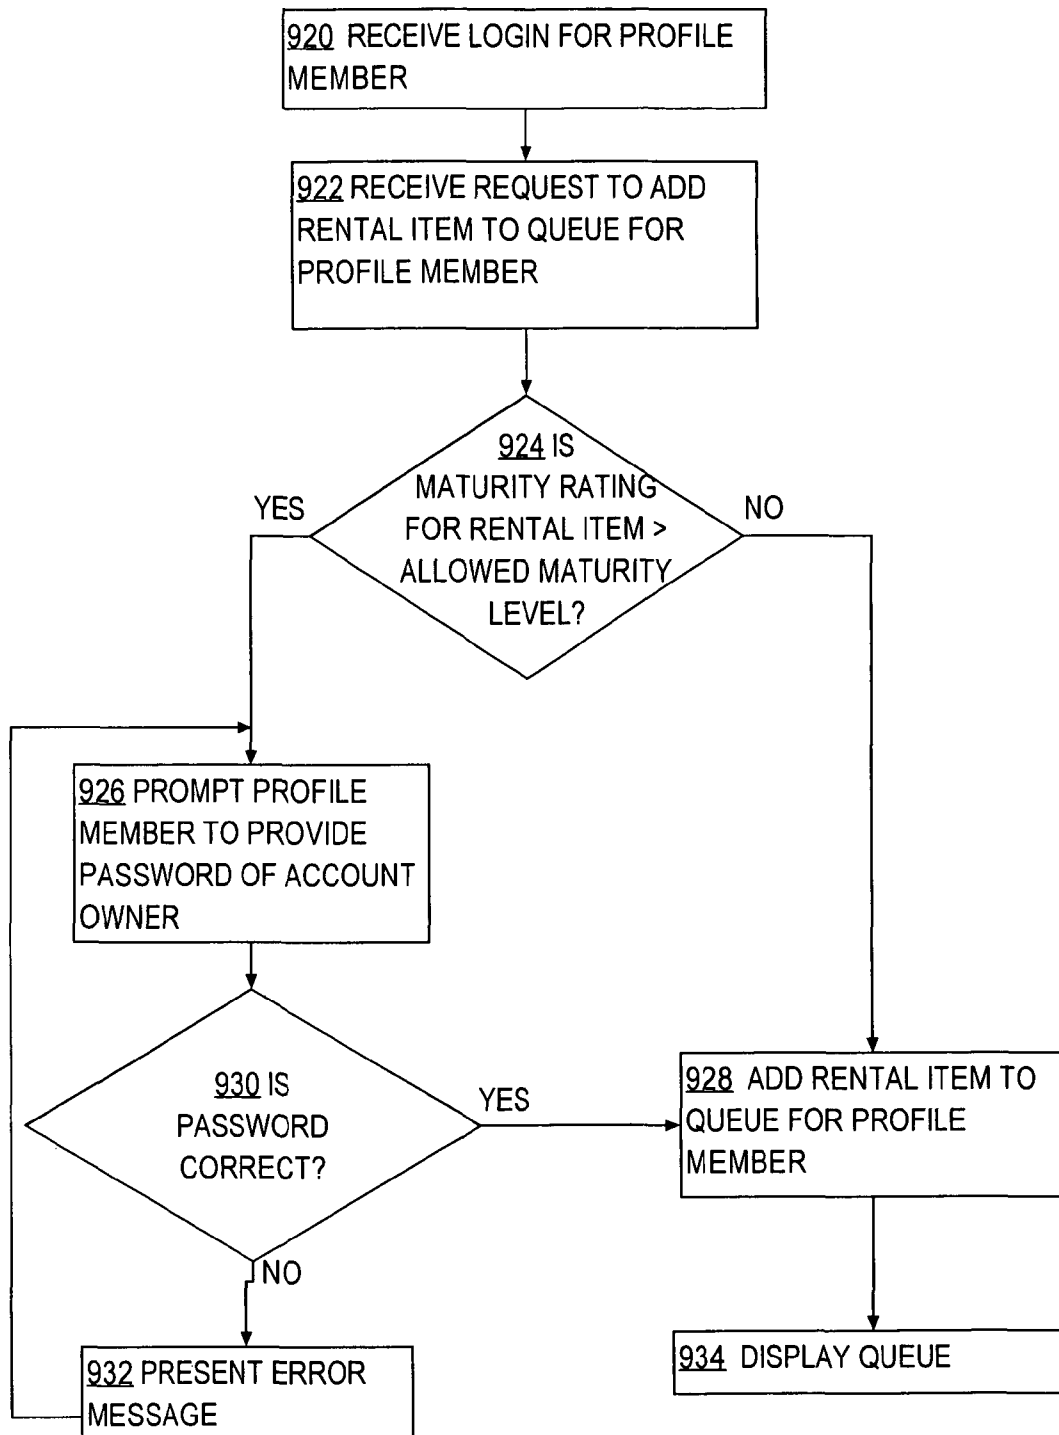 920 RECEIVE LOGIN FOR PROFILE
MEMBER
922 RECEIVE REQUEST TO ADD
RENTAL ITEM TO QUEUE FOR
PROFILE MEMBER
924 IS
MATURITY RATING
FOR RENTAL ITEM >
ALLOWED MATURITY
LEVEL?
YES
NO
926 PROMPT PROFILE
MEMBER TO PROVIDE
PASSWORD OF ACCOUNT
OWNER
930 IS
PASSWORD
CORRECT?
YES
NO
928 ADD RENTAL ITEM TO
QUEUE FOR PROFILE
MEMBER
932 PRESENT ERROR
MESSAGE
934 DISPLAY QUEUE